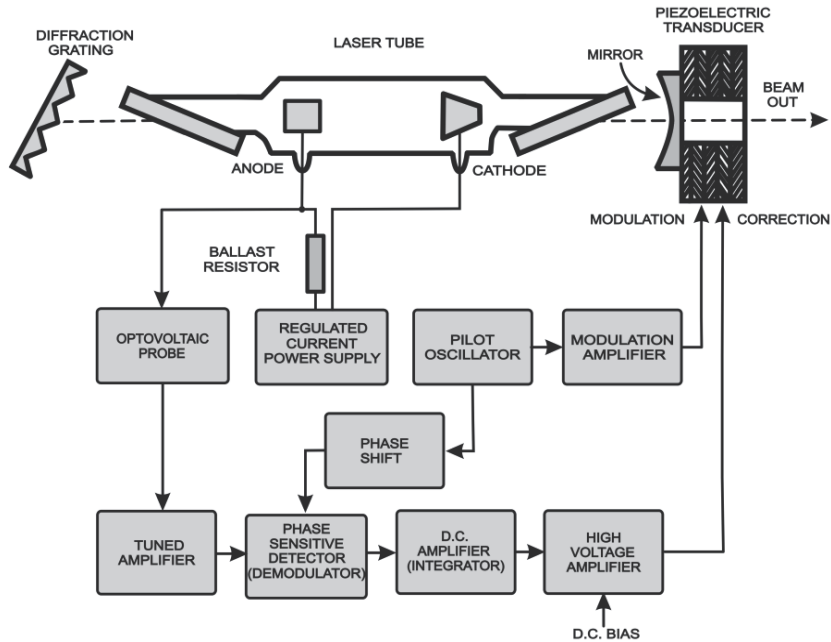 DIFFRACTION
GRATING
LASER TUBE
PIEZOELECTRIC
TRANSDUCER
MIRROR
BEAM
OUT
ANODE
CATHODE
MODULATION
CORRECTION
BALLAST
RESISTOR
OPTOVOLTAIC
PROBE
REGULATED
CURRENT
POWER SUPPLY
PILOT
OSCILLATOR
MODULATION
AMPLIFIER
PHASE
SHIFT
TUNED
AMPLIFIER
PHASE
SENSITIVE
DETECTOR
(DEMODULATOR)
D.C.
AMPLIFIER
(INTEGRATOR)
HIGH
VOLTAGE
AMPLIFIER
D.C. BIAS